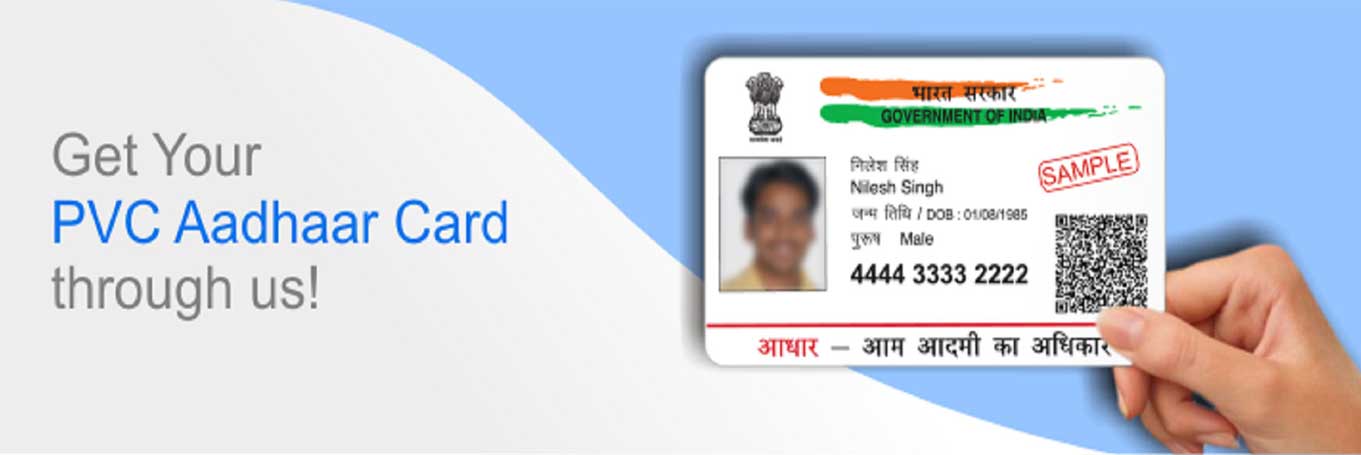 Get Your
PVC Aadhaar Card
through us!
भारत सरकार
GOVERNMENT OF INDIA
निलेश सिंह
Nilesh Singh
जन्म तिथि / DOB : 01/08/1985
पुरूष Male
4444 3333 2222
SAMPLE
आधार – आम आदमी का अधिकार